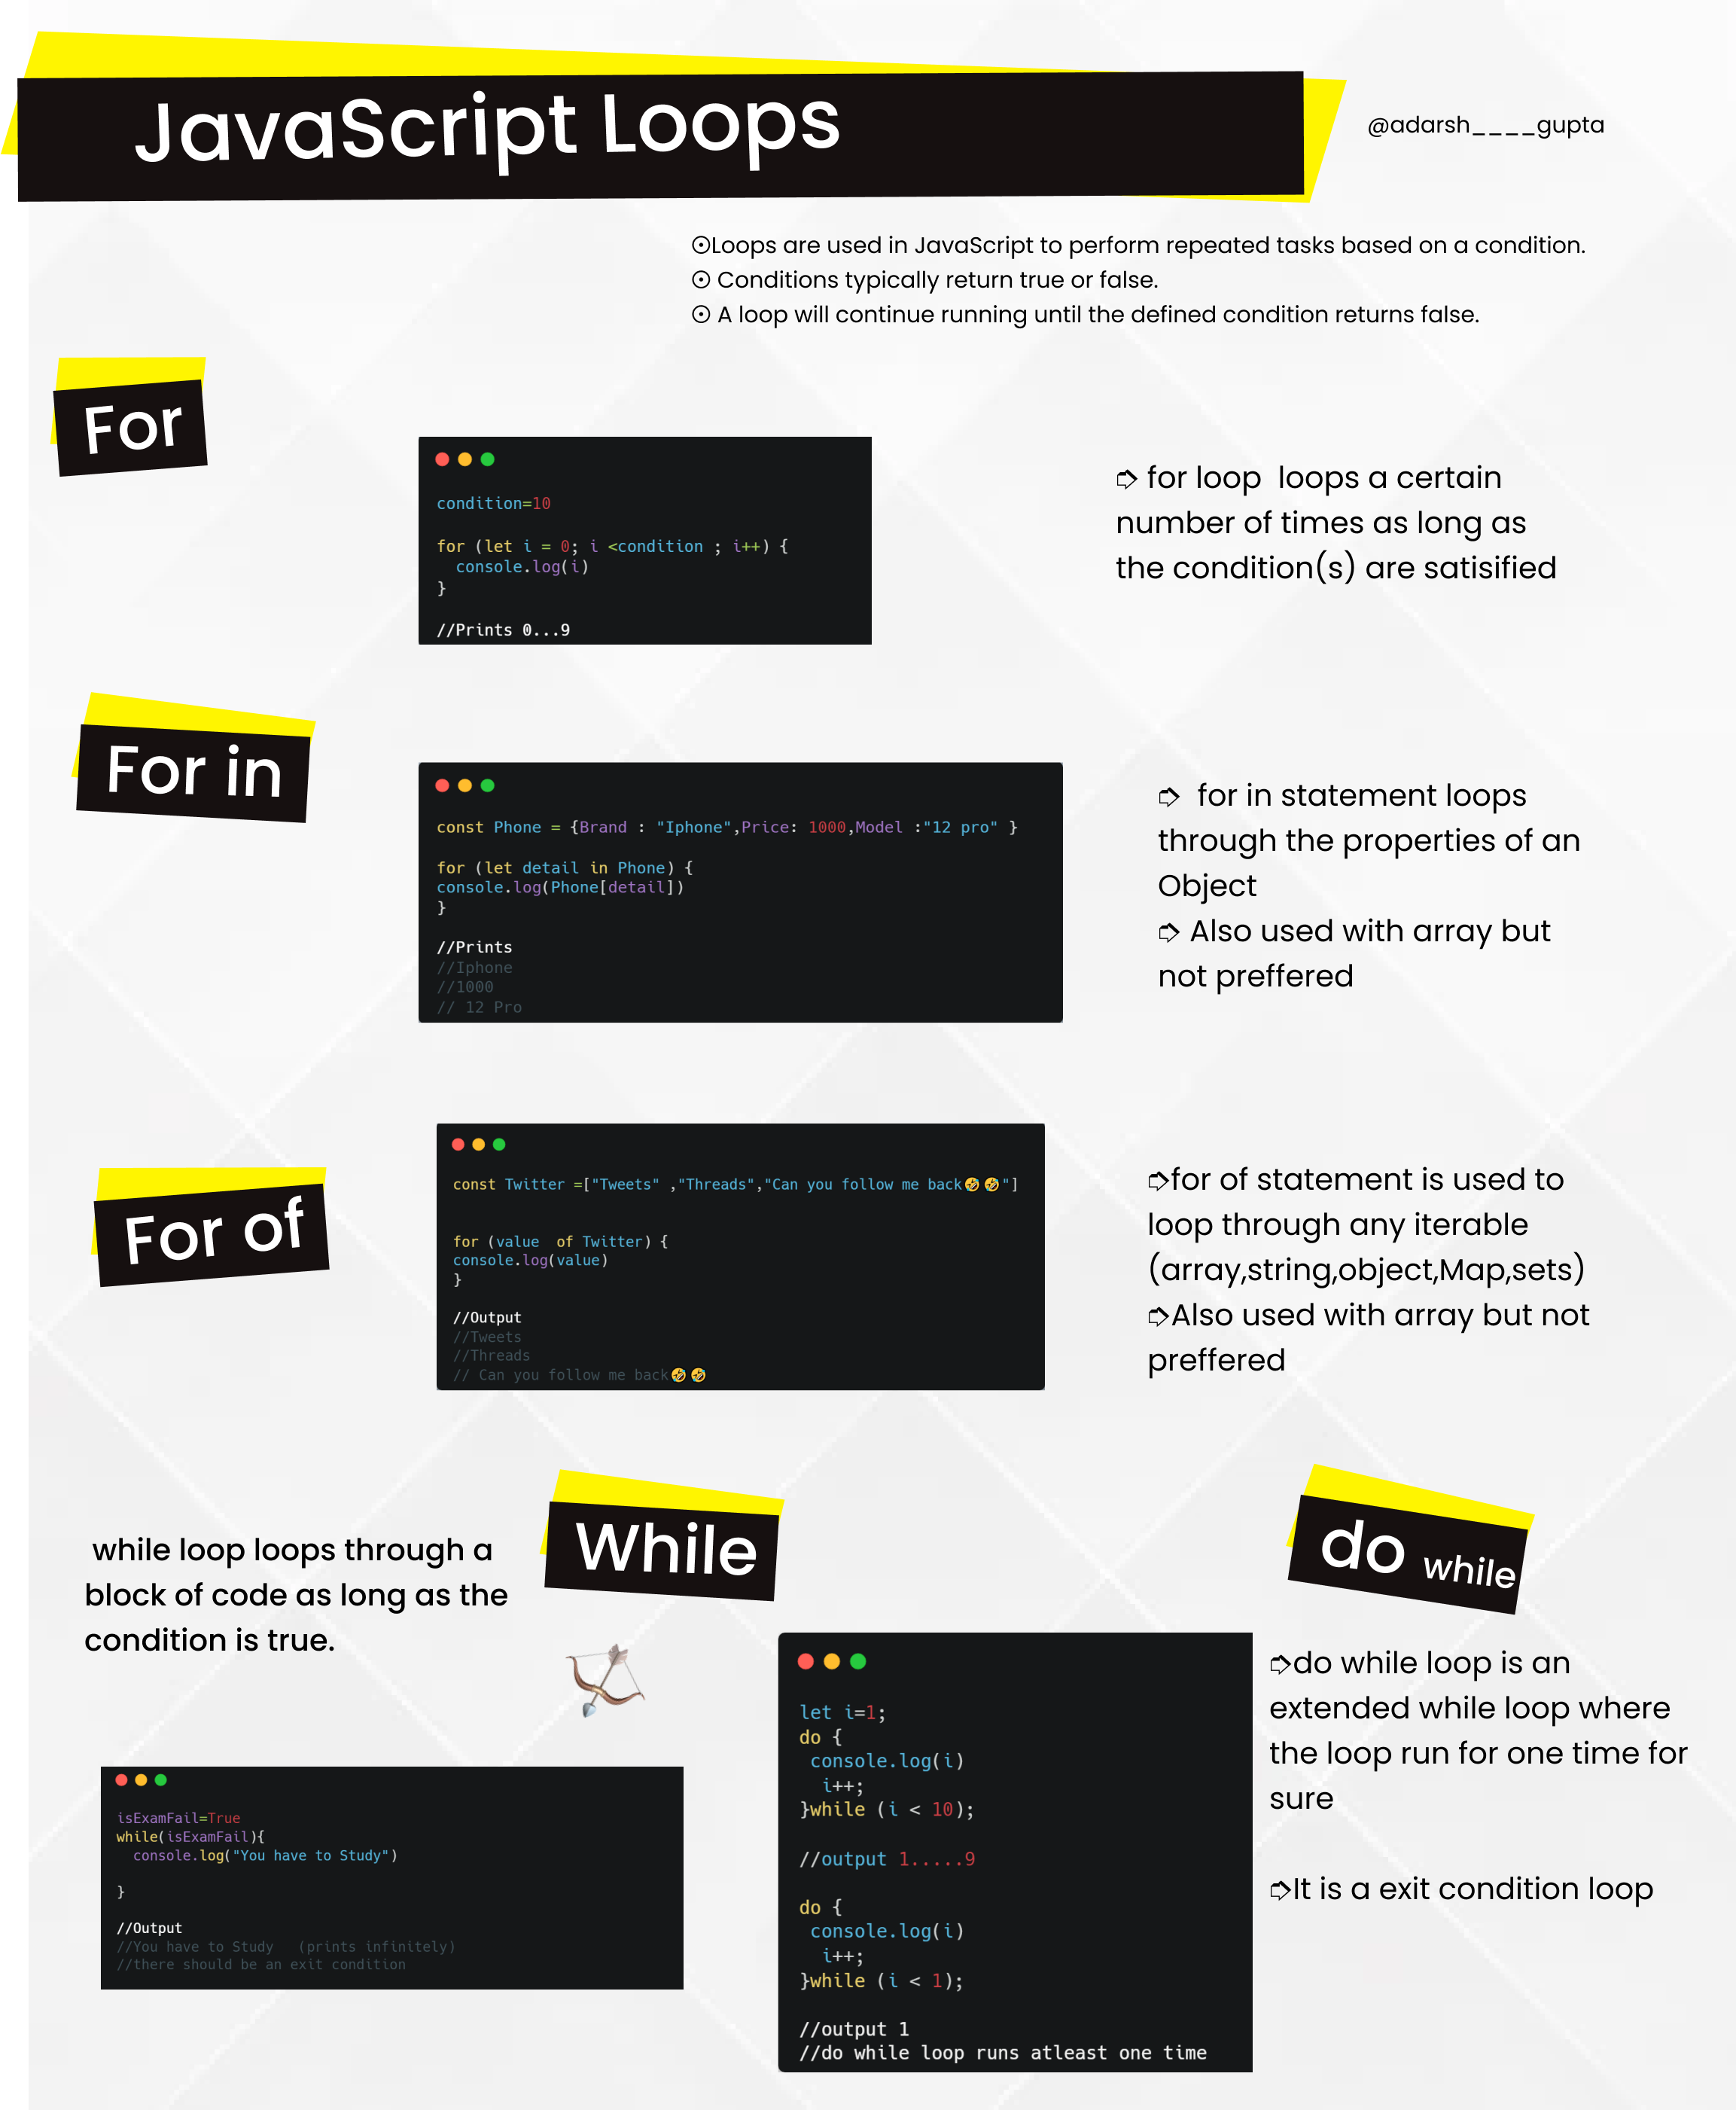 JavaScript Loops
@adarsh____gupta
⊙Loops are used in JavaScript to perform repeated tasks based on a condition.
⊙ Conditions typically return true or false.
⊙ A loop will continue running until the defined condition returns false.
For
condition=10
for (let i = 0; i <condition ; i++) {
  console.log(i)
}
//Prints 0...9
➩ for loop  loops a certain
number of times as long as
the condition(s) are satisified
For in
const Phone = {Brand : "Iphone",Price: 1000,Model :"12 pro" }
for (let detail in Phone) {
console.log(Phone[detail])
}
//Prints
//Iphone
//1000
// 12 Pro
➩  for in statement loops
through the properties of an
Object
➩ Also used with array but
not preffered
For of
const Twitter =["Tweets" ,"Threads","Can you follow me back🤣🤣"]
for (value  of Twitter) {
console.log(value)
}
//Output
//Tweets
//Threads
// Can you follow me back🤣🤣
➩for of statement is used to
loop through any iterable
(array,string,object,Map,sets)
➩Also used with array but not
preffered
While
while loop loops through a
block of code as long as the
condition is true.
isExamFail=True
while(isExamFail){
  console.log("You have to Study")
}
//Output
//You have to Study   (prints infinitely)
//there should be an exit condition
do while
let i=1;
do {
 console.log(i)
  i++;
}while (i < 10);
//output 1.....9
do {
 console.log(i)
  i++;
}while (i < 1);
//output 1
//do while loop runs atleast one time
➩do while loop is an
extended while loop where
the loop run for one time for
sure
➩It is a exit condition loop